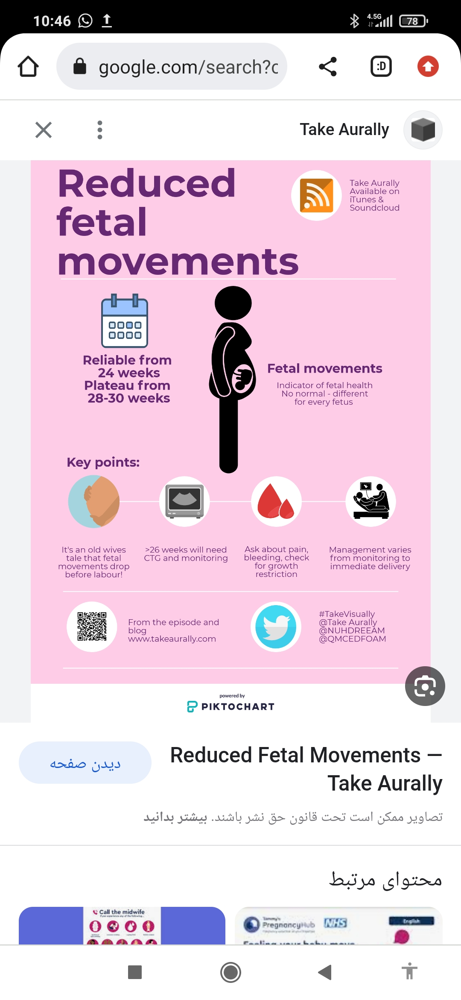 10:46
4.5G
78
google.com/search?c
:D
Take Aurally
Reduced
fetal
movements
Take Aurally
Available on
iTunes &
Soundcloud
Reliable from
24 weeks
Plateau from
28-30 weeks
Fetal movements
Indicator of fetal health
No normal - different
for every fetus
Key points:
It's an old wives
tale that fetal
movements drop
before labour!
>26 weeks will need
CTG and monitoring
Ask about pain,
bleeding, check
for growth
restriction
Management varies
from monitoring to
immediate delivery
From the episode and
blog
www.takeaurally.com
#TakeVisually
@Take Aurally
@NUHDREEAM
@QMCEDFOAM
powered by
PIKTOCHART
Reduced Fetal Movements —
Take Aurally
دیدن صفحه
تصاویر ممکن است تحت قانون حق نشر باشند. بیشتر بدانید
محتوای مرتبط
Call the midwife
Tommy's
PregnancyHub
NHS
English
Feeling your baby move